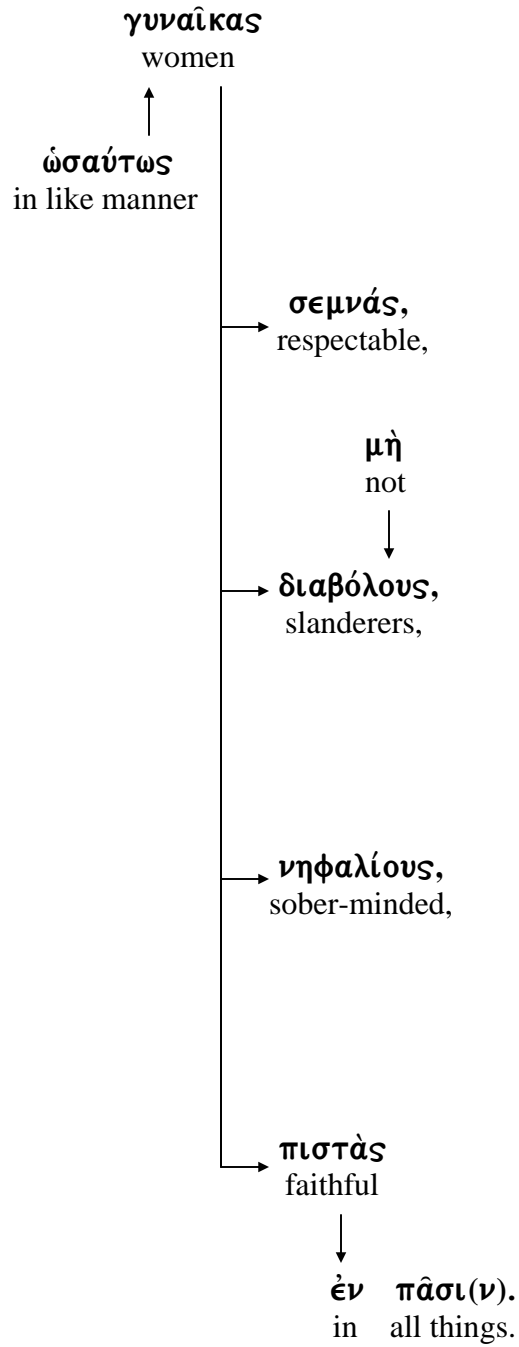 γυναῖκας
women
ὡσαύτως
in like manner
σεμνάς,
respectable,
μὴ
not
διαβόλους,
slanderers,
νηφαλίους,
sober-minded,
πιστὰς
faithful
ἐν πᾶσι(ν).
in all things.